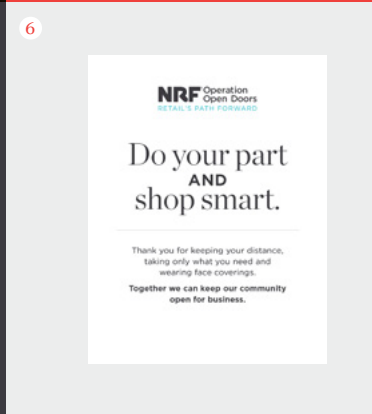 6
NRF Operation
Open Doors
RETAIL'S PATH FORWARD
Do your part
AND
shop smart.
Thank you for keeping your distance,
taking only what you need and
wearing face coverings.
Together we can keep our community
open for business.